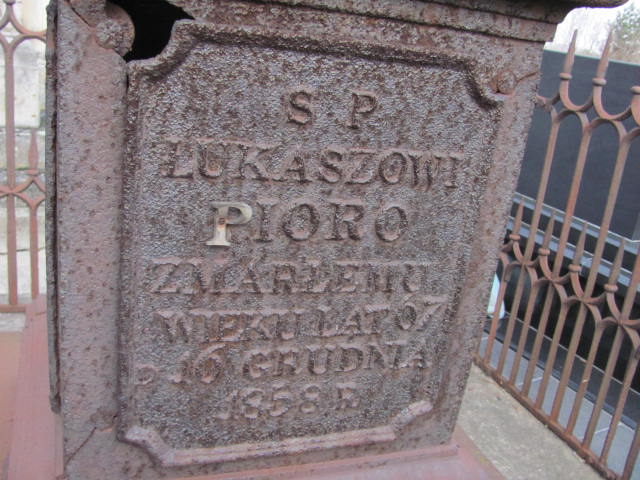 S P
ŁUKASZOWI
PIORO
ZMARŁEMU
WIEKU LAT 67
D 16 GRUDNIA
1858 R